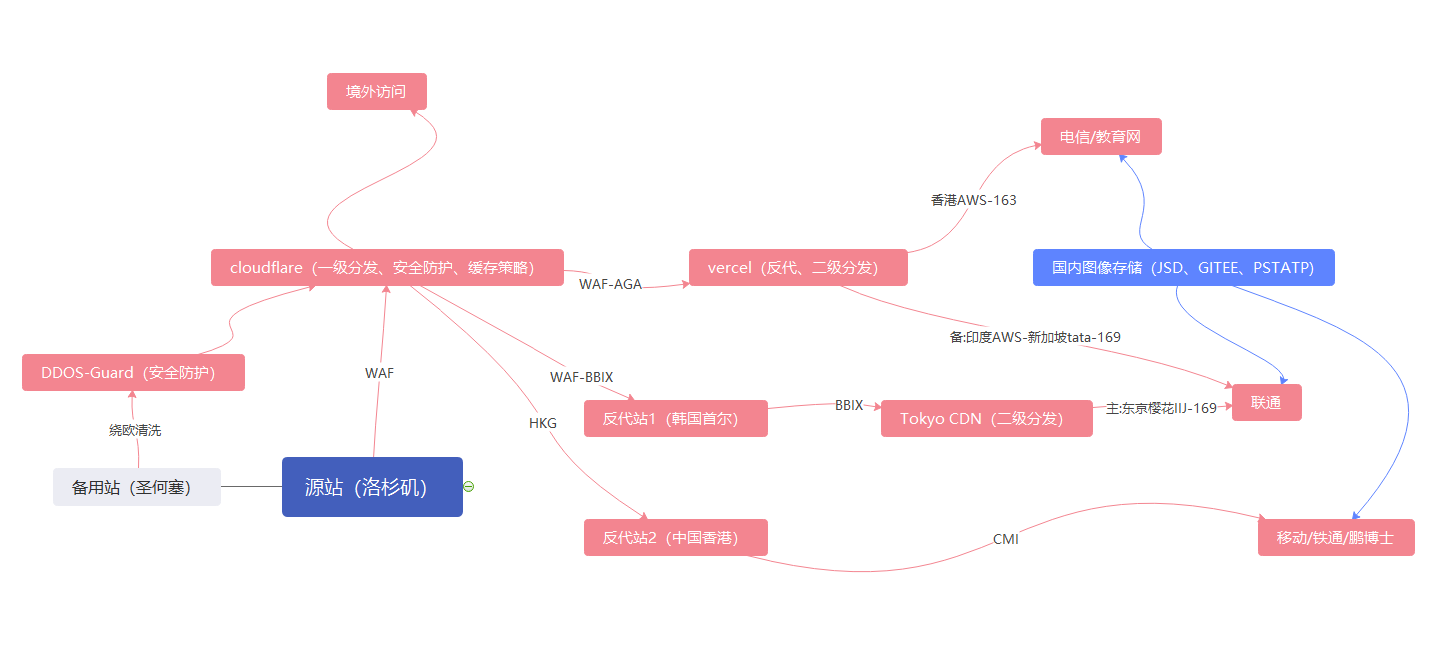 境外访问
电信/教育网
香港AWS-163
cloudflare（一级分发、安全防护、缓存策略）
WAF-AGA
vercel（反代、二级分发）
国内图像存储（JSD、GITEE、PSTATP)
备:印度AWS-新加坡tata-169
DDOS-Guard（安全防护）
WAF
WAF-BBIX
联通
反代站1（韩国首尔）
BBIX
Tokyo CDN（二级分发）
主:东京樱花IIJ-169
HKG
绕欧清洗
备用站（圣何塞）
源站（洛杉矶）
反代站2（中国香港）
CMI
移动/铁通/鹏博士